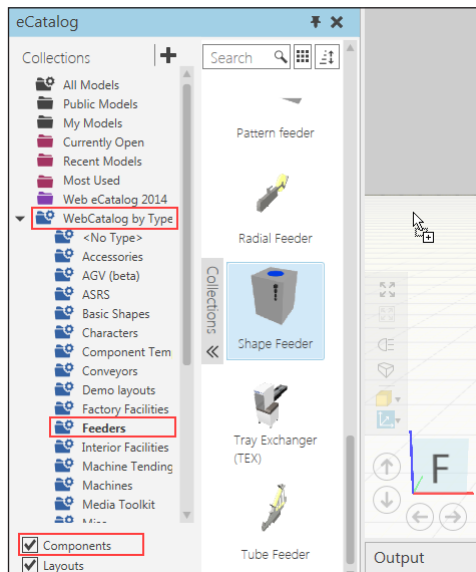 eCatalog
Collections
All Models
Public Models
My Models
Currently Open
Recent Models
Most Used
Web eCatalog 2014
WebCatalog by Type
<No Type>
Accessories
AGV (beta)
ASRS
Basic Shapes
Characters
Component Tem
Conveyors
Demo layouts
Factory Facilities
Feeders
Interior Facilities
Machine Tending
Machines
Media Toolkit
Components
Layouts
Collections
Search
Pattern feeder
Radial Feeder
Shape Feeder
Tray Exchanger
(TEX)
Tube Feeder
F
Output